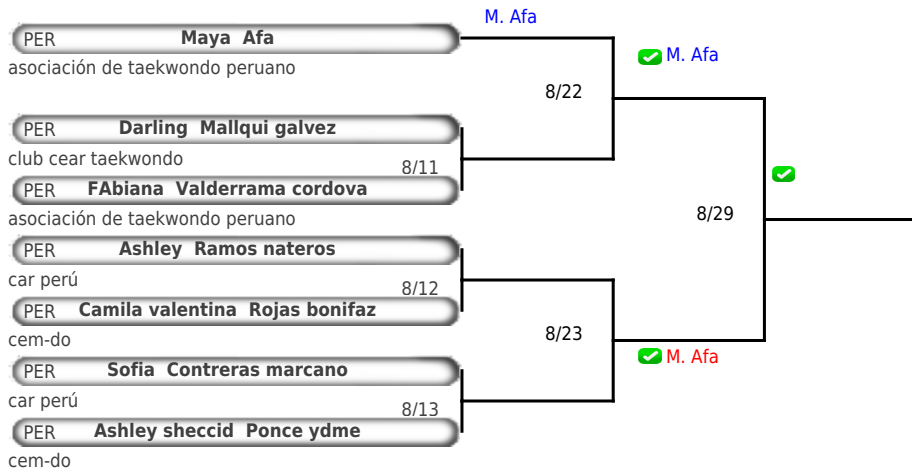 M. Afa
PER Maya Afa
asociación de taekwondo peruano
M. Afa
8/22
PER Darling Mallqui galvez
club cear taekwondo
8/11
PER FAbiana Valderrama cordova
asociación de taekwondo peruano
8/29
PER Ashley Ramos nateros
car perú
8/12
PER Camila valentina Rojas bonifaz
cem-do
8/23
M. Afa
PER Sofia Contreras marcano
car perú
8/13
PER Ashley sheccid Ponce ydme
cem-do